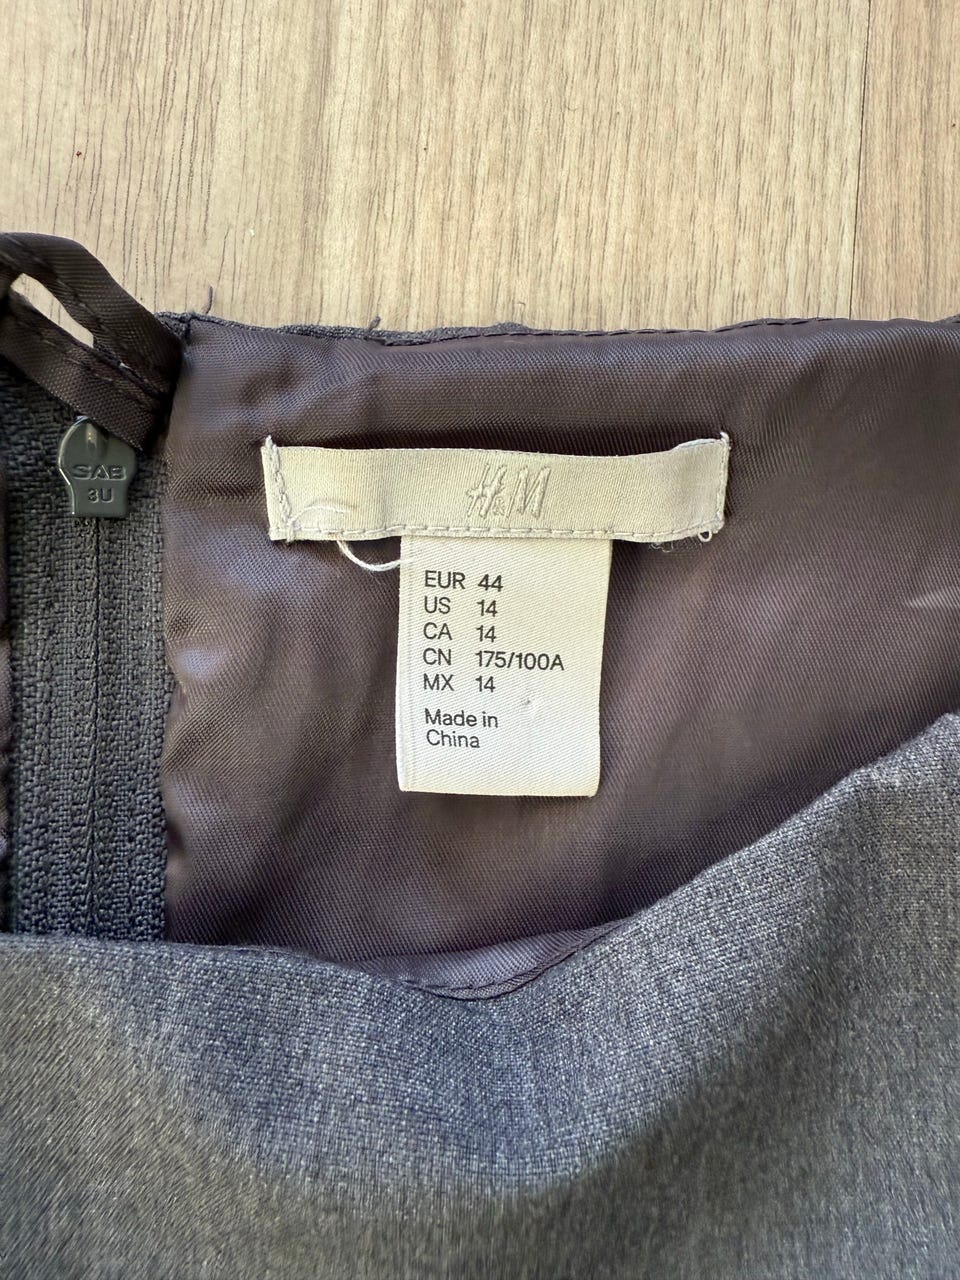 SAB
3U
H&M
EUR 44
US 14
CA 14
CN 175/100A
MX 14
Made in
China